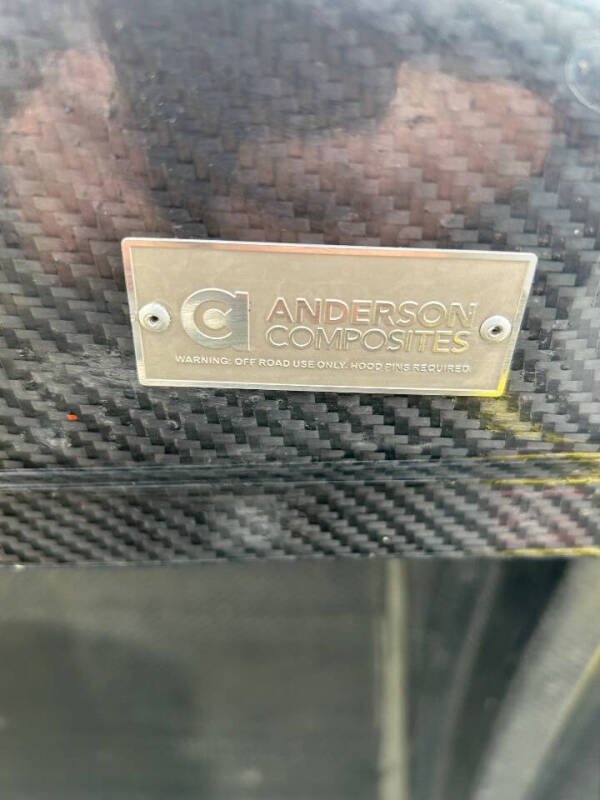 ANDERSON
COMPOSITES
WARNING: OFF ROAD USE ONLY. HOOD PINS REQUIRED.